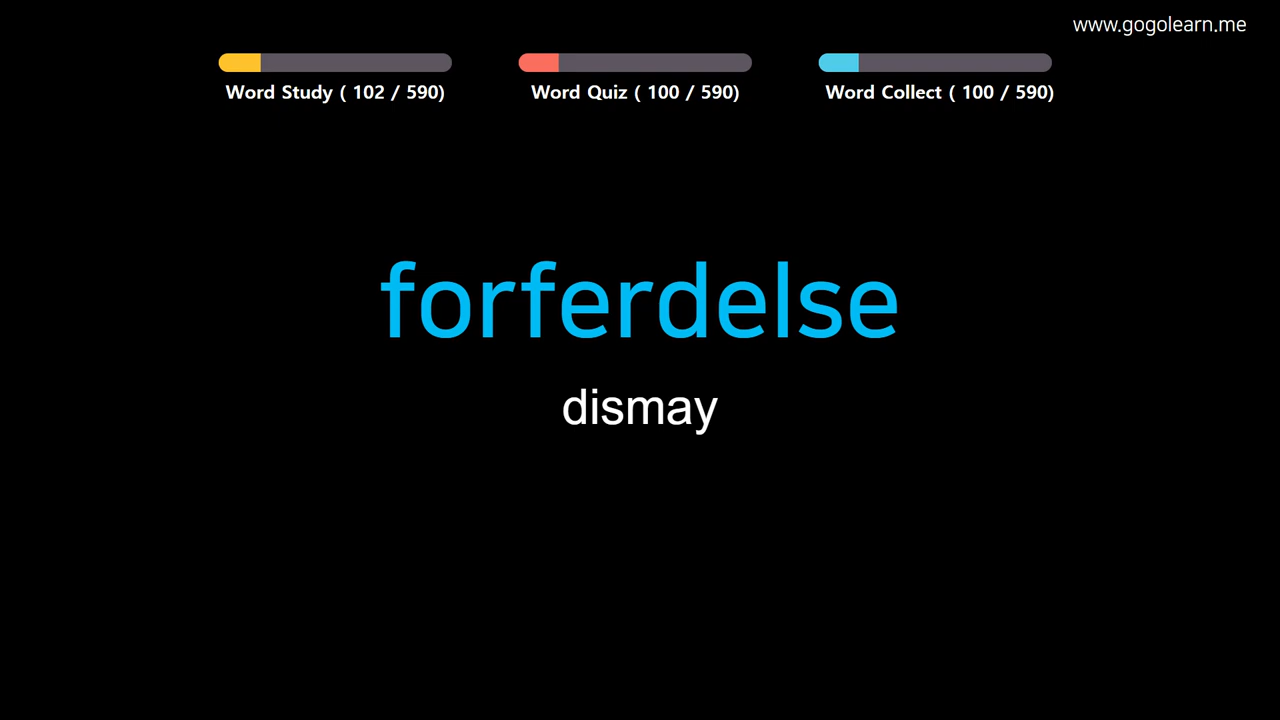 www.gogolearn.me
Word Study ( 102 / 590)
Word Quiz ( 100 / 590)
Word Collect ( 100 / 590)
forferdelse
dismay